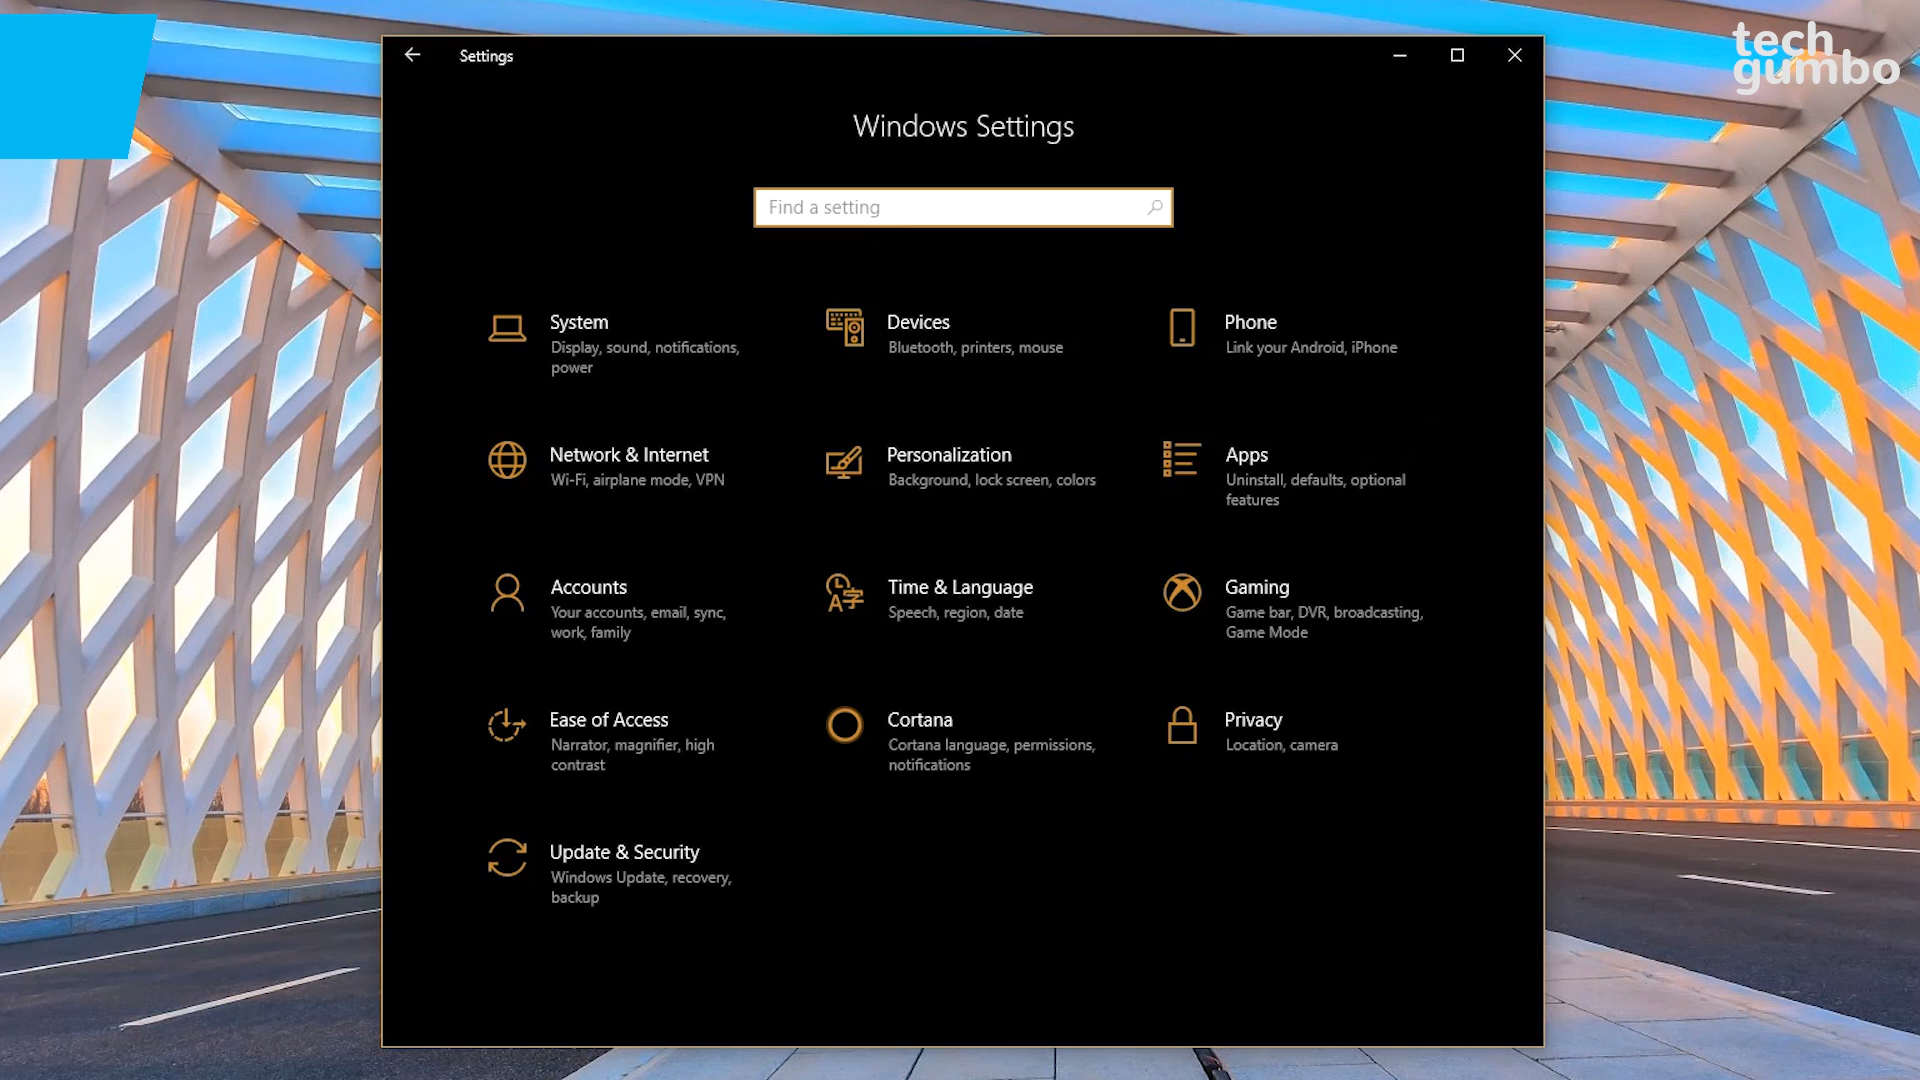 tech
gumbo
Settings
Windows Settings
Find a setting
System
Display, sound, notifications,
power
Devices
Bluetooth, printers, mouse
Phone
Link your Android, iPhone
Network & Internet
Wi-Fi, airplane mode, VPN
Personalization
Background, lock screen, colors
Apps
Uninstall, defaults, optional
features
Accounts
Your accounts, email, sync,
work, family
Time & Language
Speech, region, date
Gaming
Game bar, DVR, broadcasting,
Game Mode
Ease of Access
Narrator, magnifier, high
contrast
Cortana
Cortana language, permissions,
notifications
Privacy
Location, camera
Update & Security
Windows Update, recovery,
backup